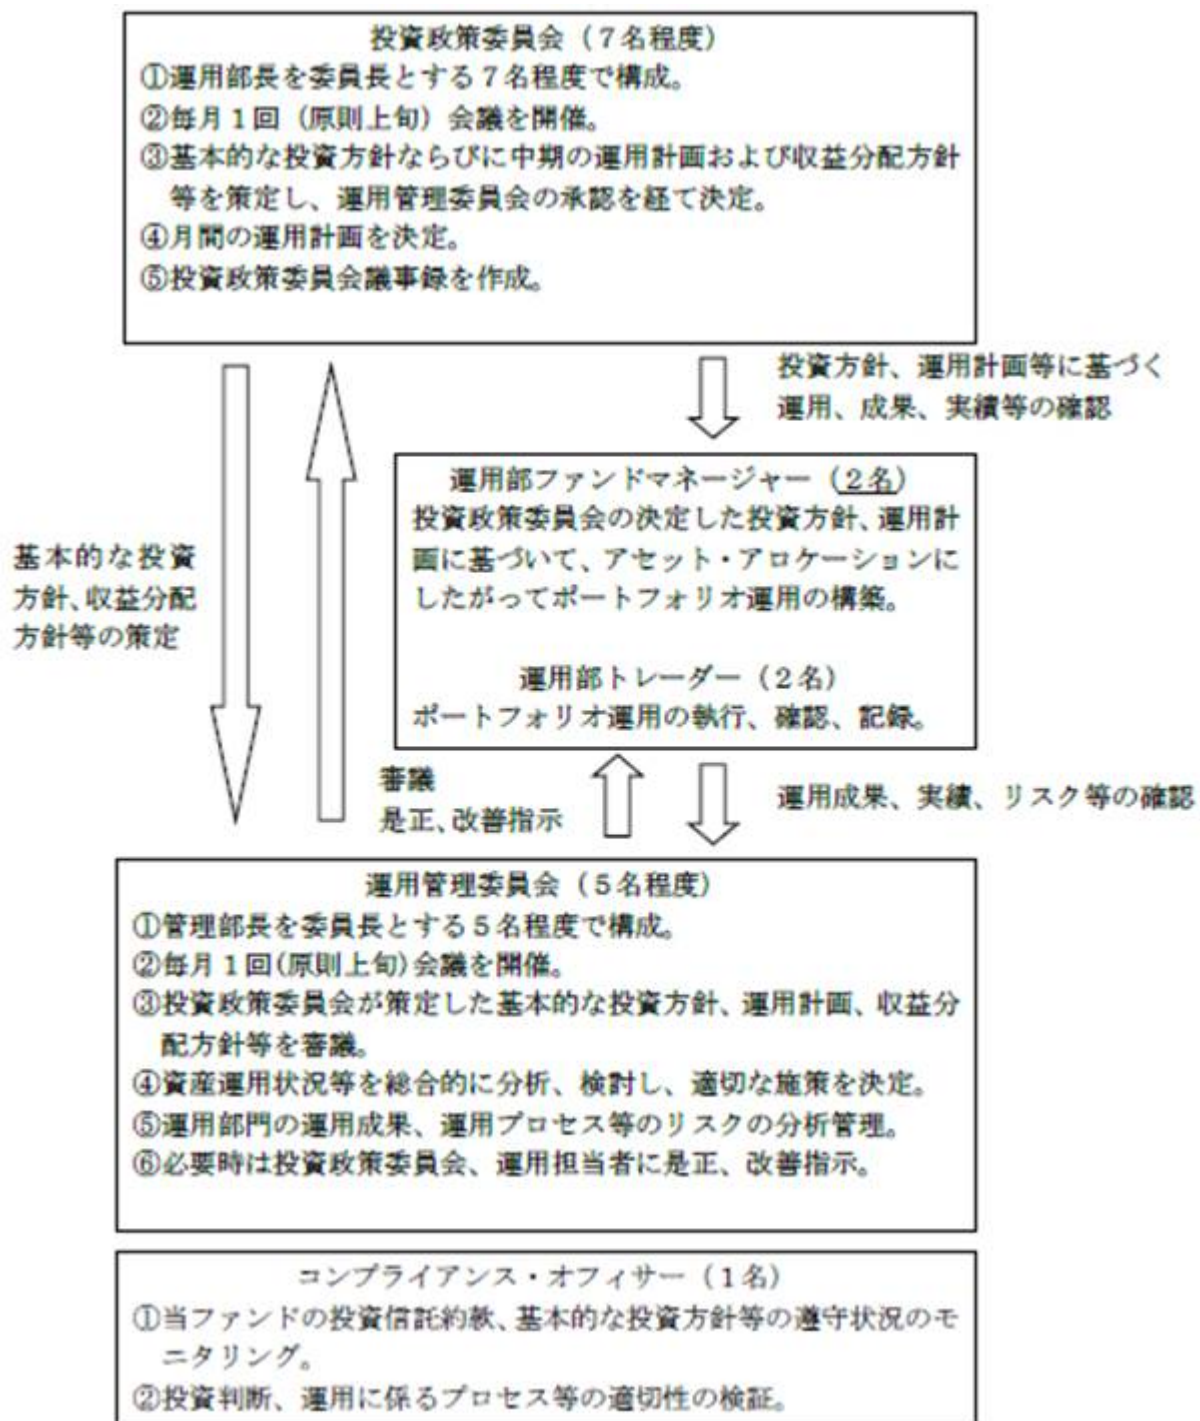 投資政策委員会（７名程度）
①運用部長を委員長とする７名程度で構成。
②毎月１回（原則上旬）会議を開催。
③基本的な投資方針ならびに中期の運用計画および収益分配方針
等を策定し、運用管理委員会の承認を経て決定。
④月間の運用計画を決定。
⑤投資政策委員会議事録を作成。
投資方針、運用計画等に基づく
運用、成果、実績等の確認
運用部ファンドマネージャー（２名）
投資政策委員会の決定した投資方針、運用計
画に基づいて、アセット・アロケーションに
したがってポートフォリオ運用の構築。
運用部トレーダー（２名）
ポートフォリオ運用の執行、確認、記録。
基本的な投資
方針、収益分配
方針等の策定
審議
是正、改善指示
運用成果、実績、リスク等の確認
運用管理委員会（５名程度）
①管理部長を委員長とする５名程度で構成。
②毎月１回(原則上旬)会議を開催。
③投資政策委員会が策定した基本的な投資方針、運用計画、収益分
配方針等を審議。
④資産運用状況等を総合的に分析、検討し、適切な施策を決定。
⑤運用部門の運用成果、運用プロセス等のリスクの分析管理。
⑥必要時は投資政策委員会、運用担当者に是正、改善指示。
コンプライアンス・オフィサー（１名）
①当ファンドの投資信託約款、基本的な投資方針等の遵守状況のモ
ニタリング。
②投資判断、運用に係るプロセス等の適切性の検証。